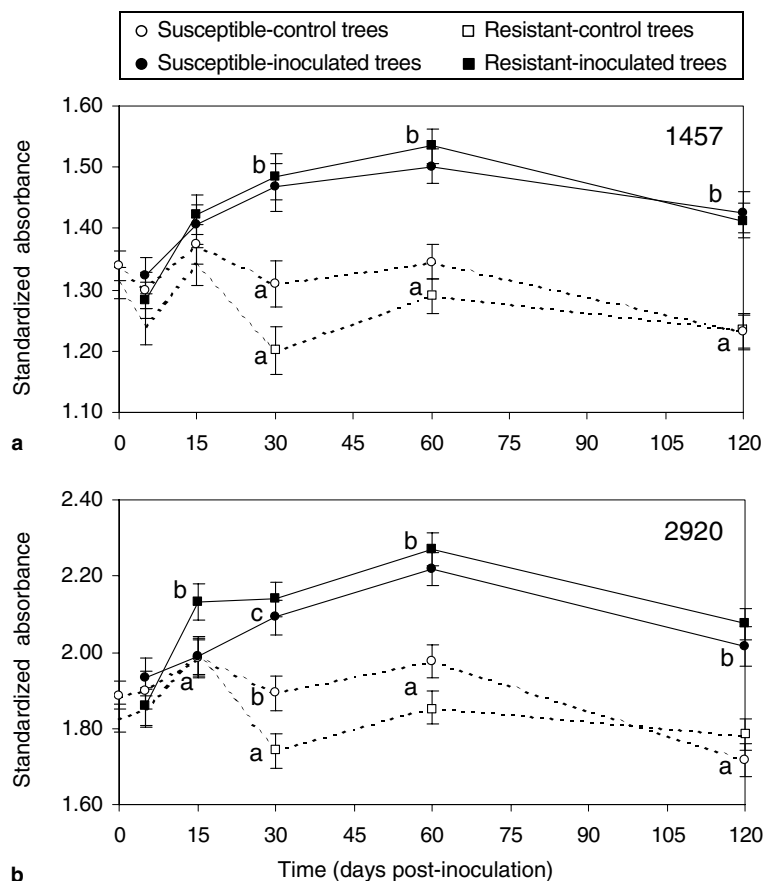 Susceptible-control trees Resistant-control trees
Susceptible-inoculated trees Resistant-inoculated trees
1.60
1.50
1.40
1.30
1.20
1.10
Standardized absorbance
1457
b
b
b
a
a
a
a
0 15 30 45 60 75 90 105 120
a
2.40
2.20
2.00
1.80
1.60
Standardized absorbance
2920
b
b
c
a
b
a
a
b
a
0 15 30 45 60 75 90 105 120
Time (days post-inoculation)
b